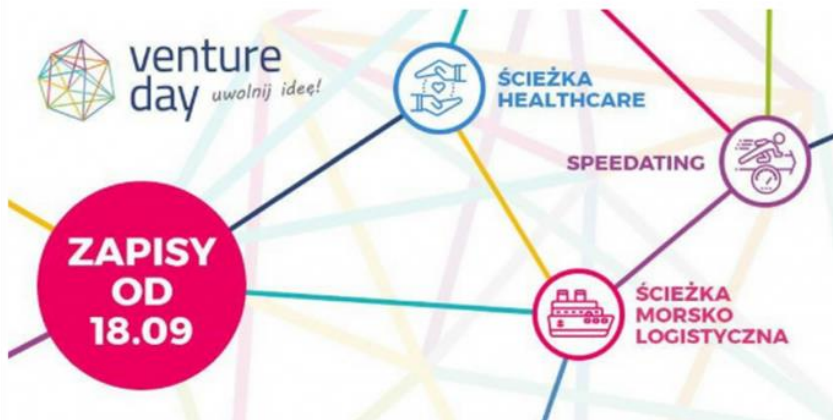 venture
day uwolnij ideę!
ŚCIEŻKA
HEALTHCARE
SPEEDATING
ZAPISY
OD
18.09
ŚCIEŻKA
MORSKO
LOGISTYCZNA